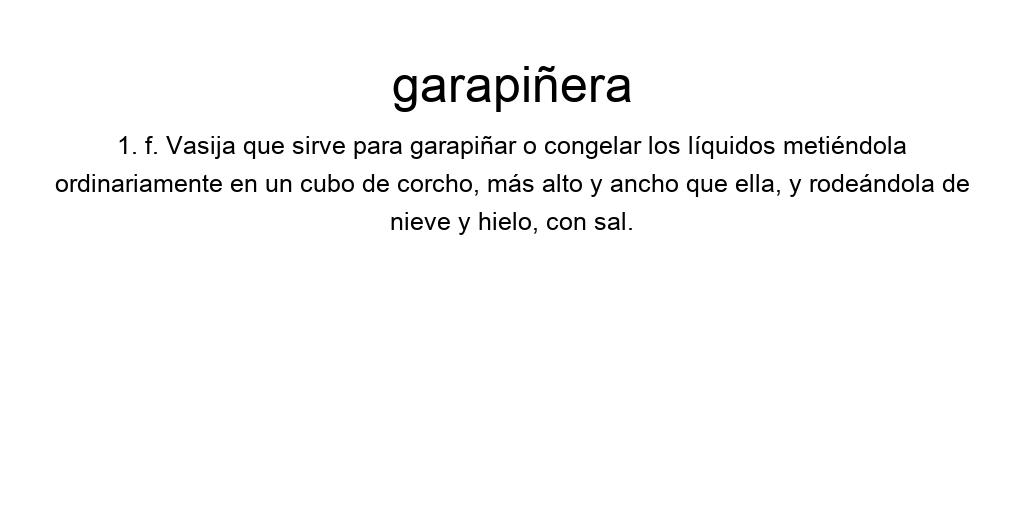 garapiñera
1. f. Vasija que sirve para garapiñar o congelar los líquidos metiéndola
ordinariamente en un cubo de corcho, más alto y ancho que ella, y rodeándola de
nieve y hielo, con sal.